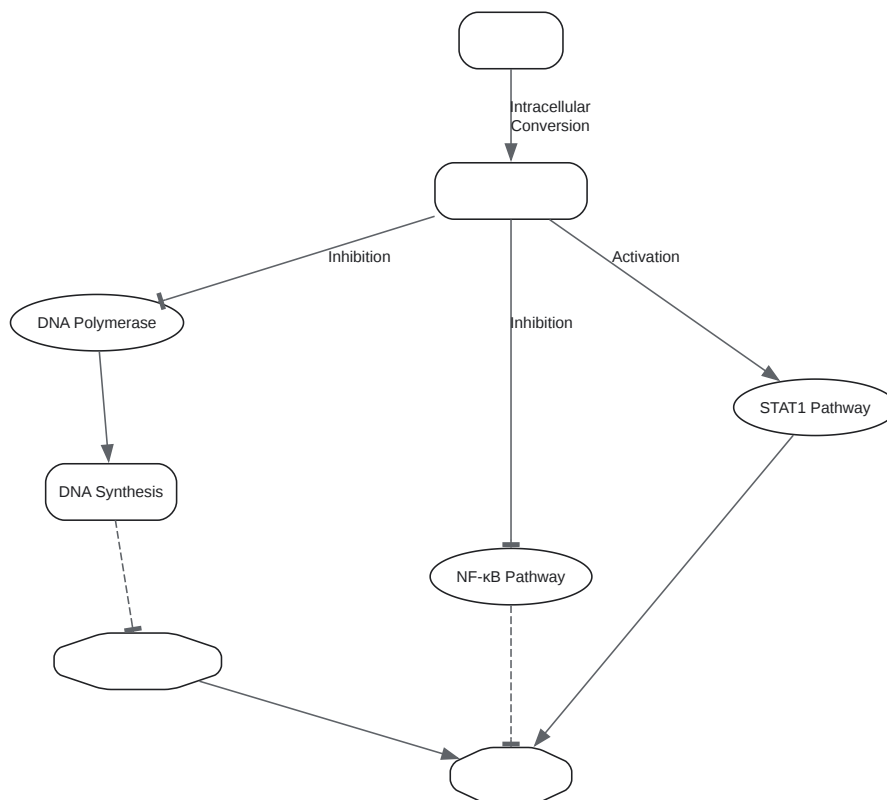 Intracellular
Conversion
Inhibition
Activation
DNA Polymerase
Inhibition
STAT1 Pathway
DNA Synthesis
NF-κB Pathway